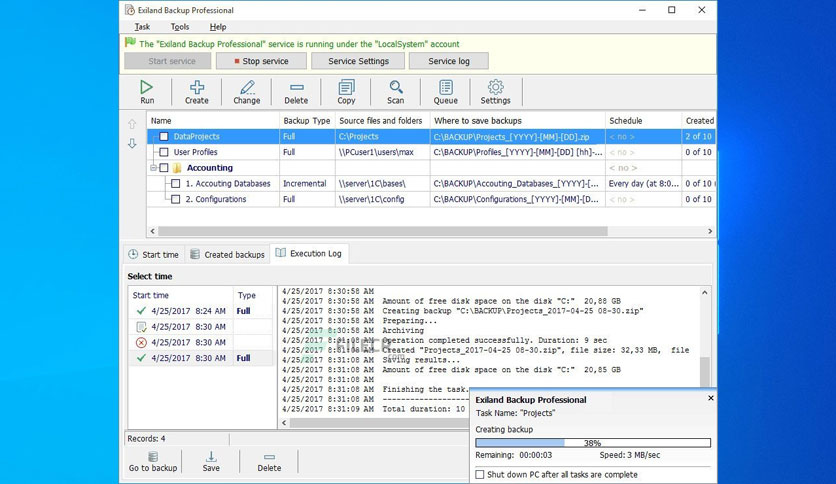 Exiland Backup Professional
Task Tools Help
The "Exiland Backup Professional" service is running under the "LocalSystem" account
Start service Stop service Service Settings Service log
Run Create Change Delete Copy Scan Queue Settings
Name Backup Type Source files and folders Where to save backups Schedule Created
DataProjects Full C:\Projects C:\BACKUP\Projects_[YYYY]-[MM]-[DD].zip < no > 2 of 10
User Profiles Full \\PCuser1\users\max C:\BACKUP\Profiles_[YYYY]-[MM]-[DD] [hh]-... < no > 0 of 10
Accounting
1. Accouting Databases Incremental \\server\1C\bases\ C:\BACKUP\Accouting_Databases_[YYYY]-... Every day (at 8:0... 0 of 10 (
2. Configurations Full \\server\1C\config C:\BACKUP\Configurations_[YYYY]-[MM]-[D... < no > 0 of 10
Start time Created backups Execution Log
Select time
Start time Type
4/25/2017 8:24 AM Full
4/25/2017 8:30 AM
4/25/2017 8:30 AM
4/25/2017 8:30 AM Full
4/25/2017 8:30:58 AM
4/25/2017 8:30:58 AM Amount of free disk space on the disk "C:" 20,88 GB
4/25/2017 8:30:58 AM Creating backup "C:\BACKUP\Projects_2017-04-25 08-30.zip"
4/25/2017 8:30:58 AM Preparing...
4/25/2017 8:30:58 AM Archiving
4/25/2017 8:31:08 AM Operation completed successfully. Duration: 9 sec
4/25/2017 8:31:08 AM Created "Projects_2017-04-25 08-30.zip", file size: 32,33 MB, file
4/25/2017 8:31:08 AM Saving results...
4/25/2017 8:31:08 AM Amount of free disk space on the disk "C:" 20,85 GB
4/25/2017 8:31:08 AM
4/25/2017 8:31:08 AM Finishing the task.
4/25/2017 8:31:08 AM
4/25/2017 8:31:09 AM Total duration: 10
Exiland Backup Professional
Task Name: "Projects"
Creating backup
38%
Remaining: 00:00:03 Speed: 3 MB/sec
Shut down PC after all tasks are complete
Records: 4
Go to backup Save Delete